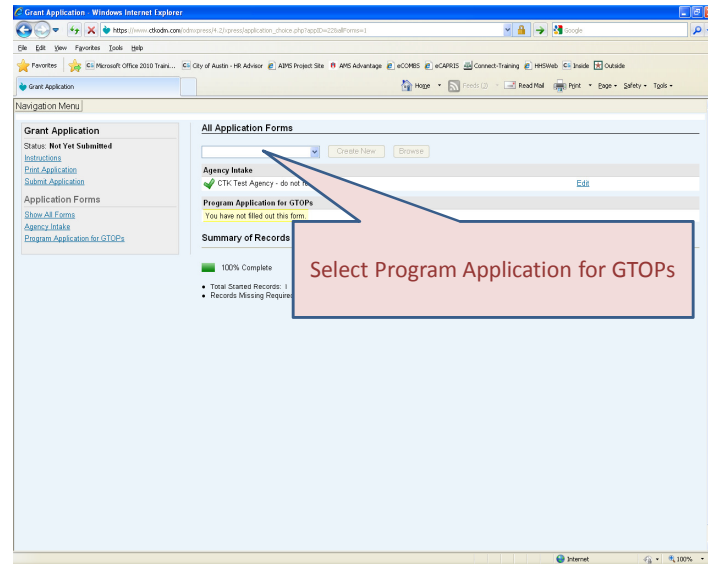 Grant Application - Windows Internet Explorer
https://www.ctkodm.com/odmxpress/4.2/xpress/application_choice.php?appID=22&allForms=1
Google
File Edit View Favorites Tools Help
Favorites Microsoft Office 2010 Traini... City of Austin - HR Advisor AIMS Project Site AMS Advantage eCOMBS eCAPRIS Connect-Training HHSWeb Inside Outside
Grant Application Home Feeds (2) Read Mail Print Page Safety Tools
Navigation Menu
Grant Application
Status: Not Yet Submitted
Instructions
Print Application
Submit Application
Application Forms
Show All Forms
Agency Intake
Program Application for GTOPs
All Application Forms
Create New Browse
Agency Intake
CTK Test Agency - do not Edit
Program Application for GTOPs
You have not filled out this form.
Summary of Records
100% Complete
Total Started Records: 1
Records Missing
Select Program Application for GTOPs
Internet 100%